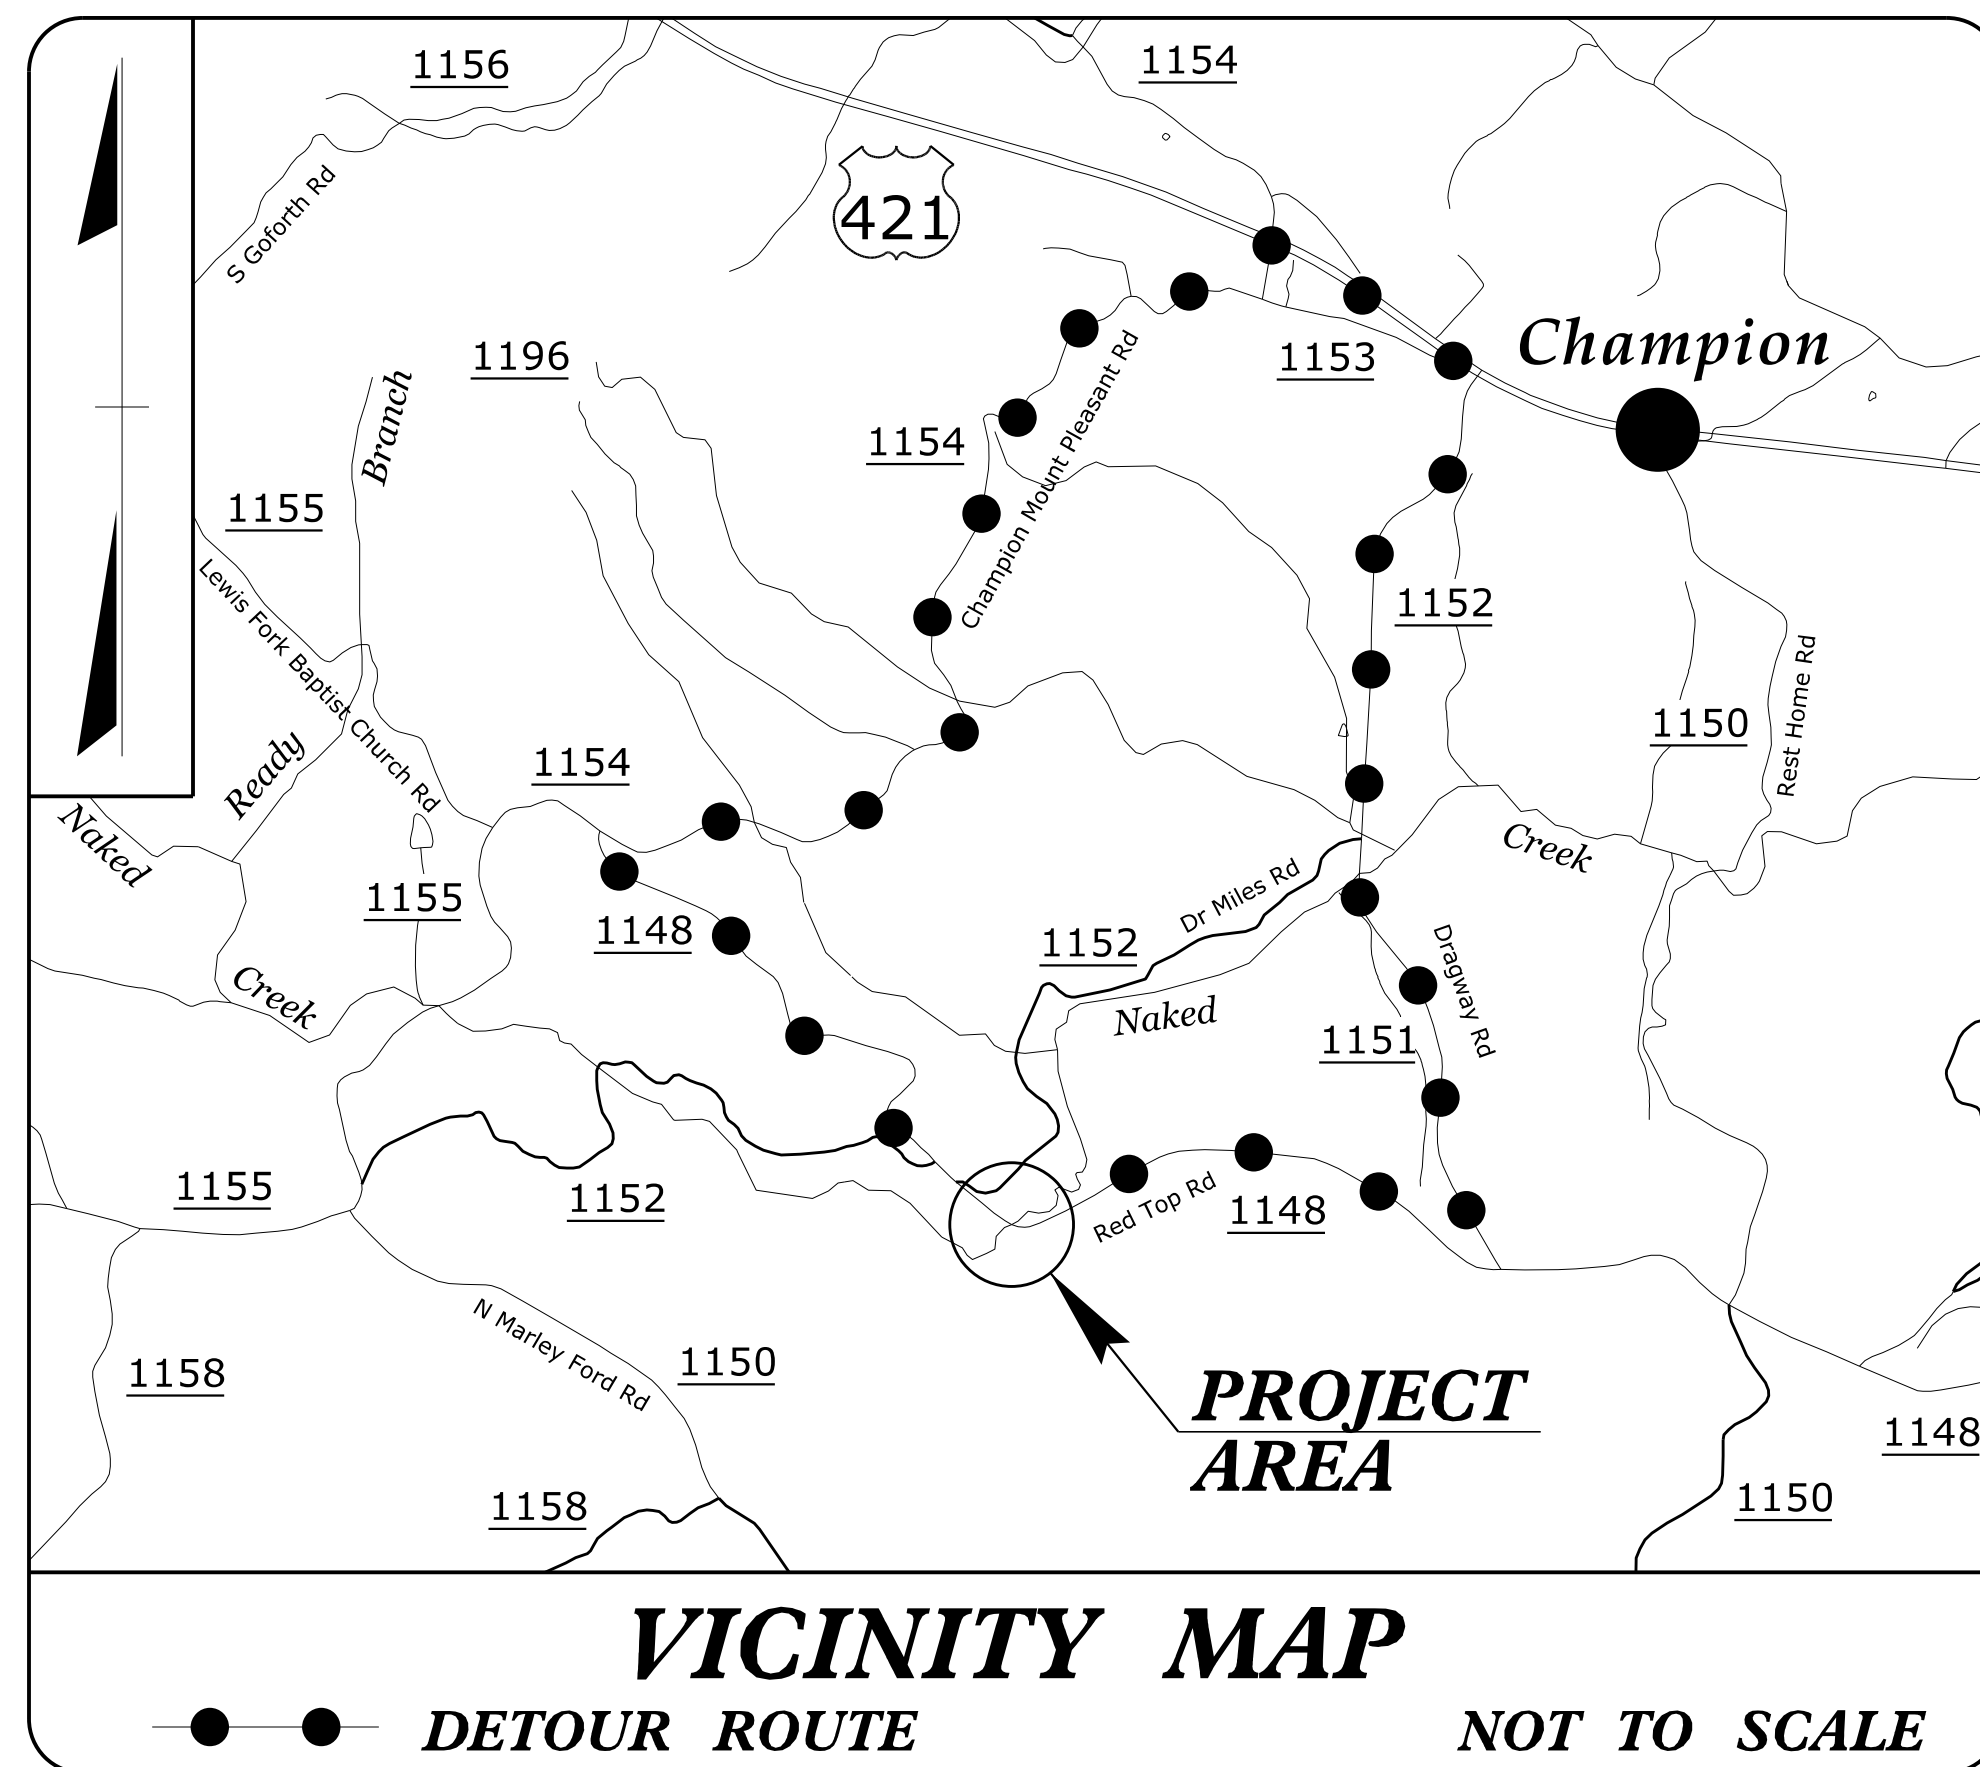 1156
1154
S Goforth Rd
421
1196
Branch
1153
Champion
1154
Champion Mount Pleasant Rd
1155
Lewis Fork Baptist Church Rd
1152
1150
Rest Home Rd
Ready
1154
Naked
Creek
1155
1148
Dr Miles Rd
1152
Dragway Rd
Creek
Naked
1151
1155
1152
Red Top Rd
1148
N Marley Ford Rd
1150
1158
PROJECT
AREA
1148
1158
1150
VICINITY MAP
DETOUR ROUTE
NOT TO SCALE